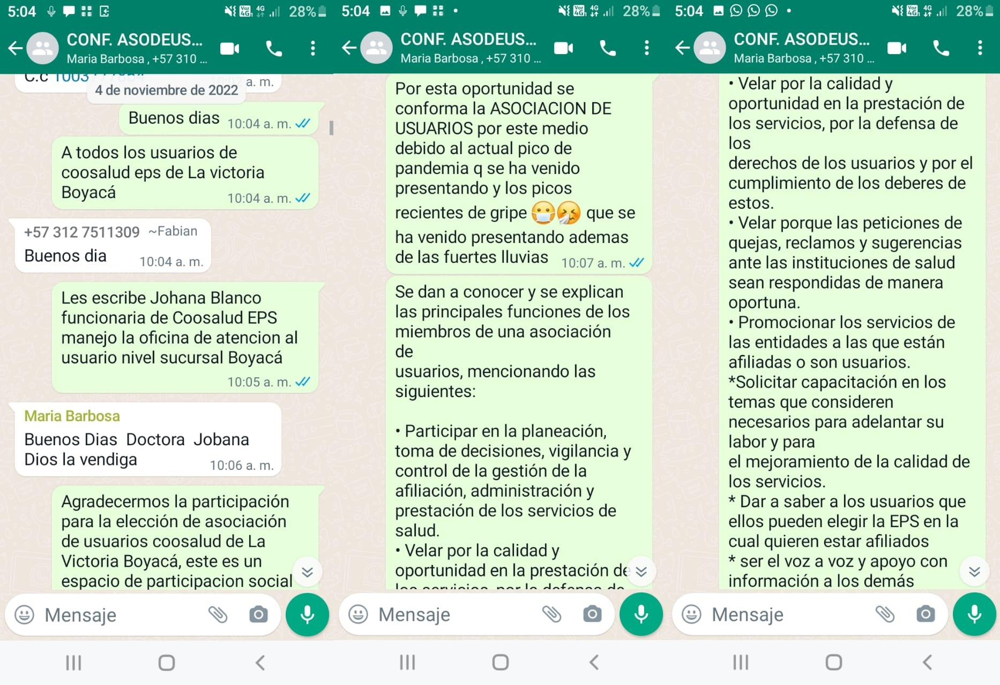 5:04
28%
CONF. ASODEUS...
Maria Barbosa , +57 310 ...
C.c 1003777864
10:02 a. m.
4 de noviembre de 2022
Buenos dias 10:04 a. m.
A todos los usuarios de
coosalud eps de La victoria
Boyacá 10:04 a. m.
+57 312 7511309 ~Fabian
Buenos dia 10:04 a. m.
Les escribe Johana Blanco
funcionaria de Coosalud EPS
manejo la oficina de atencion al
usuario nivel sucursal Boyacá
10:05 a. m.
Maria Barbosa
Buenos Dias Doctora Jobana
Dios la vendiga 10:06 a. m.
Agradecermos la participación
para la elección de asociación
de usuarios coosalud de La
Victoria Boyacá, este es un
espacio de participacion social
Mensaje
5:04
28%
CONF. ASODEUS...
Maria Barbosa , +57 310 ...
Por esta oportunidad se
conforma la ASOCIACION DE
USUARIOS por este medio
debido al actual pico de
pandemia q se ha venido
presentando y los picos
recientes de gripe 😷🤧 que se
ha venido presentando ademas
de las fuertes lluvias 10:07 a. m.
Se dan a conocer y se explican
las principales funciones de los
miembros de una asociación
de
usuarios, mencionando las
siguientes:
• Participar en la planeación,
toma de decisiones, vigilancia y
control de la gestión de la
afiliación, administración y
prestación de los servicios de
salud.
• Velar por la calidad y
oportunidad en la prestación de
los servicios, por la defensa de
Mensaje
5:04
28%
CONF. ASODEUS...
Maria Barbosa , +57 310 ...
• Velar por la calidad y
oportunidad en la prestación de
los servicios, por la defensa de
los
derechos de los usuarios y por el
cumplimiento de los deberes de
estos.
• Velar porque las peticiones de
quejas, reclamos y sugerencias
ante las instituciones de salud
sean respondidas de manera
oportuna.
• Promocionar los servicios de
las entidades a las que están
afiliadas o son usuarios.
*Solicitar capacitación en los
temas que consideren
necesarios para adelantar su
labor y para
el mejoramiento de la calidad de
los servicios.
* Dar a saber a los usuarios que
ellos pueden elegir la EPS en la
cual quieren estar afiliados
* ser el voz a voz y apoyo con
información a los demás
Mensaje